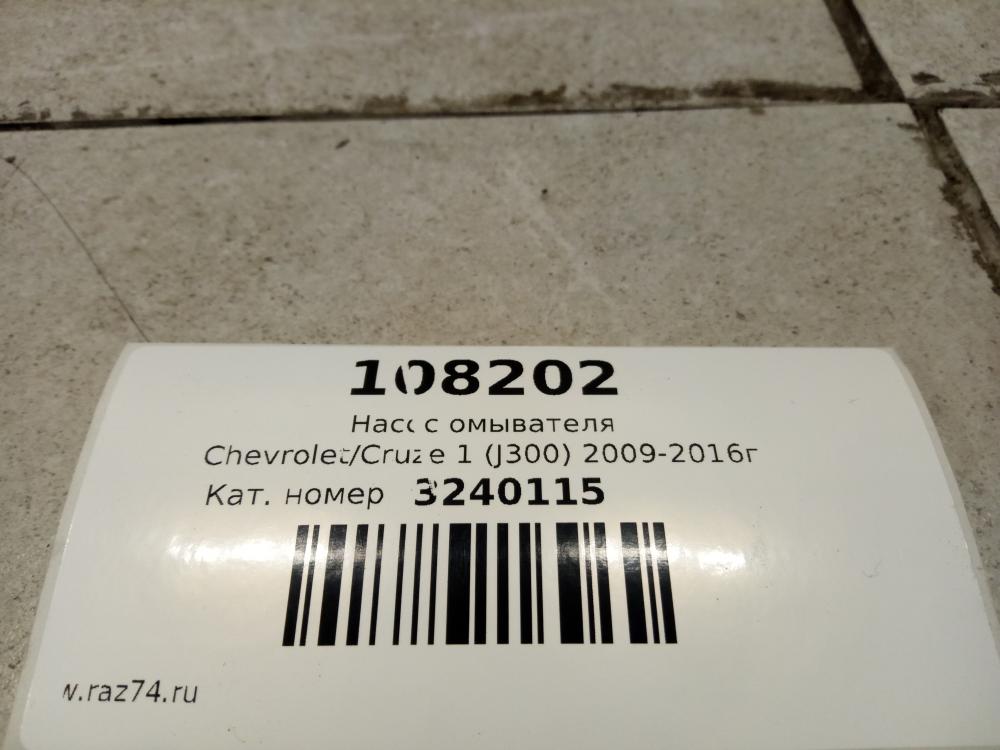 108202
Насос омывателя
Chevrolet/Cruze 1 (J300) 2009-2016г
Кат. номер 3240115
w.raz74.ru